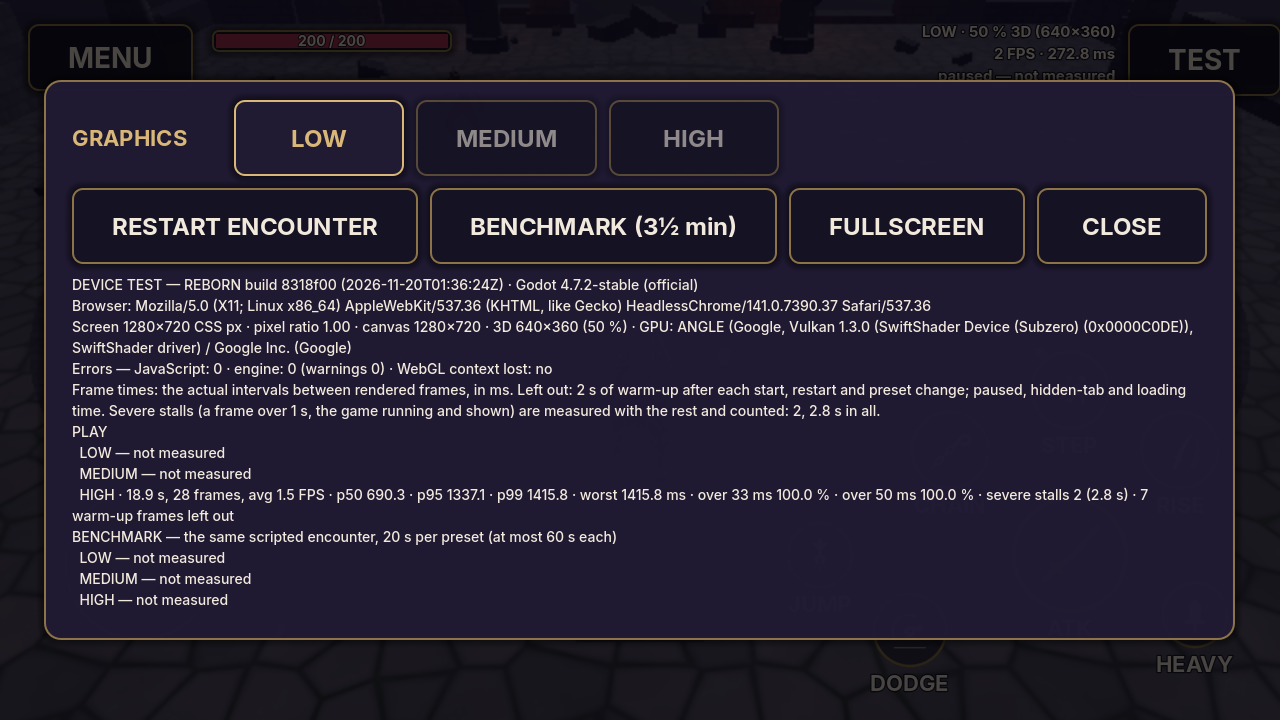 MENU
200 / 200
LOW · 50 % 3D (640×360)
2 FPS · 272.8 ms
paused — not measured
TEST
GRAPHICS
LOW
MEDIUM
HIGH
RESTART ENCOUNTER
BENCHMARK (3½ min)
FULLSCREEN
CLOSE
DEVICE TEST — REBORN build 8318f00 (2026-11-20T01:36:24Z) · Godot 4.7.2-stable (official)
Browser: Mozilla/5.0 (X11; Linux x86_64) AppleWebKit/537.36 (KHTML, like Gecko) HeadlessChrome/141.0.7390.37 Safari/537.36
Screen 1280×720 CSS px · pixel ratio 1.00 · canvas 1280×720 · 3D 640×360 (50 %) · GPU: ANGLE (Google, Vulkan 1.3.0 (SwiftShader Device (Subzero) (0x0000C0DE)),
SwiftShader driver) / Google Inc. (Google)
Errors — JavaScript: 0 · engine: 0 (warnings 0) · WebGL context lost: no
Frame times: the actual intervals between rendered frames, in ms. Left out: 2 s of warm-up after each start, restart and preset change; paused, hidden-tab and loading
time. Severe stalls (a frame over 1 s, the game running and shown) are measured with the rest and counted: 2, 2.8 s in all.
PLAY
LOW — not measured
MEDIUM — not measured
HIGH · 18.9 s, 28 frames, avg 1.5 FPS · p50 690.3 · p95 1337.1 · p99 1415.8 · worst 1415.8 ms · over 33 ms 100.0 % · over 50 ms 100.0 % · severe stalls 2 (2.8 s) · 7
warm-up frames left out
BENCHMARK — the same scripted encounter, 20 s per preset (at most 60 s each)
LOW — not measured
MEDIUM — not measured
HIGH — not measured
HEAVY
DODGE